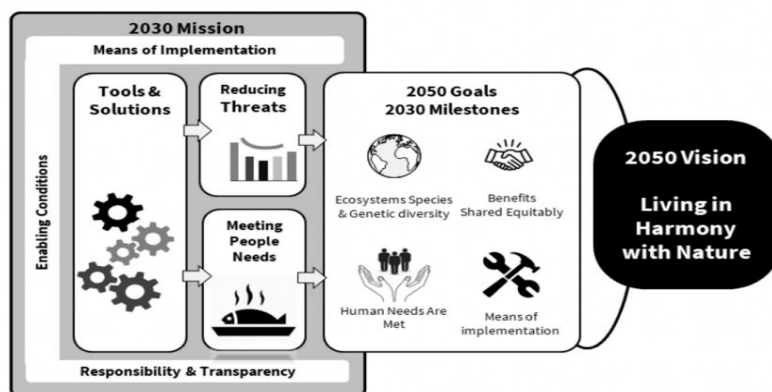 2030 Mission
Means of Implementation
Enabling Conditions
Tools &
Solutions
Reducing
Threats
Meeting
People
Needs
Responsibility & Transparency
2050 Goals
2030 Milestones
Ecosystems Species
& Genetic diversity
Benefits
Shared Equitably
Human Needs Are
Met
Means of
implementation
2050 Vision
Living in
Harmony
with Nature